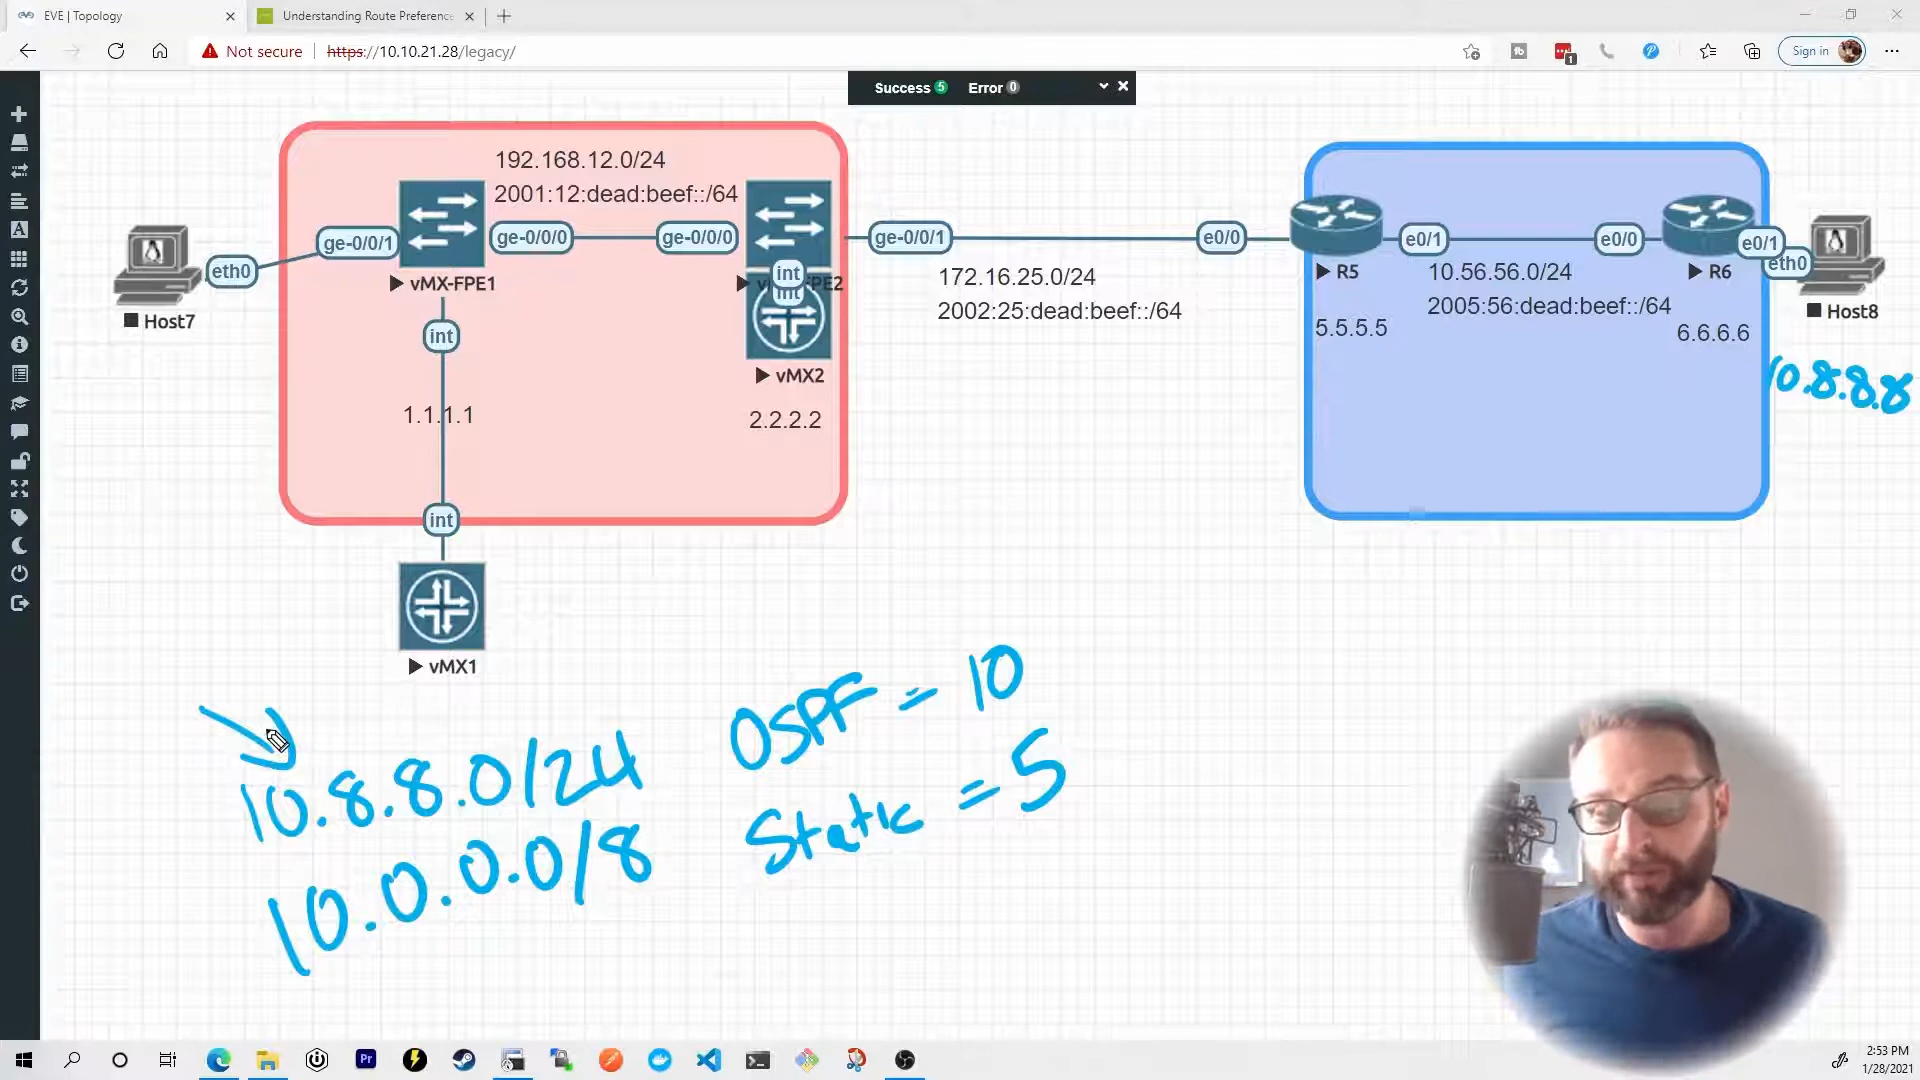 EVE | Topology
Understanding Route Preference
Not secure
https://10.10.21.28/legacy/
Sign in
1
Success 5 Error 0
192.168.12.0/24
2001:12:dead:beef::/64
ge-0/0/1
ge-0/0/0
ge-0/0/0
ge-0/0/1
e0/0
e0/1
e0/0
e0/1
eth0
eth0
Host7
vMX-FPE1
int
int
FPE2
172.16.25.0/24
2002:25:dead:beef::/64
R5
10.56.56.0/24
2005:56:dead:beef::/64
R6
Host8
5.5.5.5
6.6.6.6
int
vMX2
10.8.8.8
1.1.1.1
2.2.2.2
int
vMX1
10.8.8.0/24
10.0.0.0/8
OSPF = 10
Static = 5
Pr
2:53 PM
1/28/2021